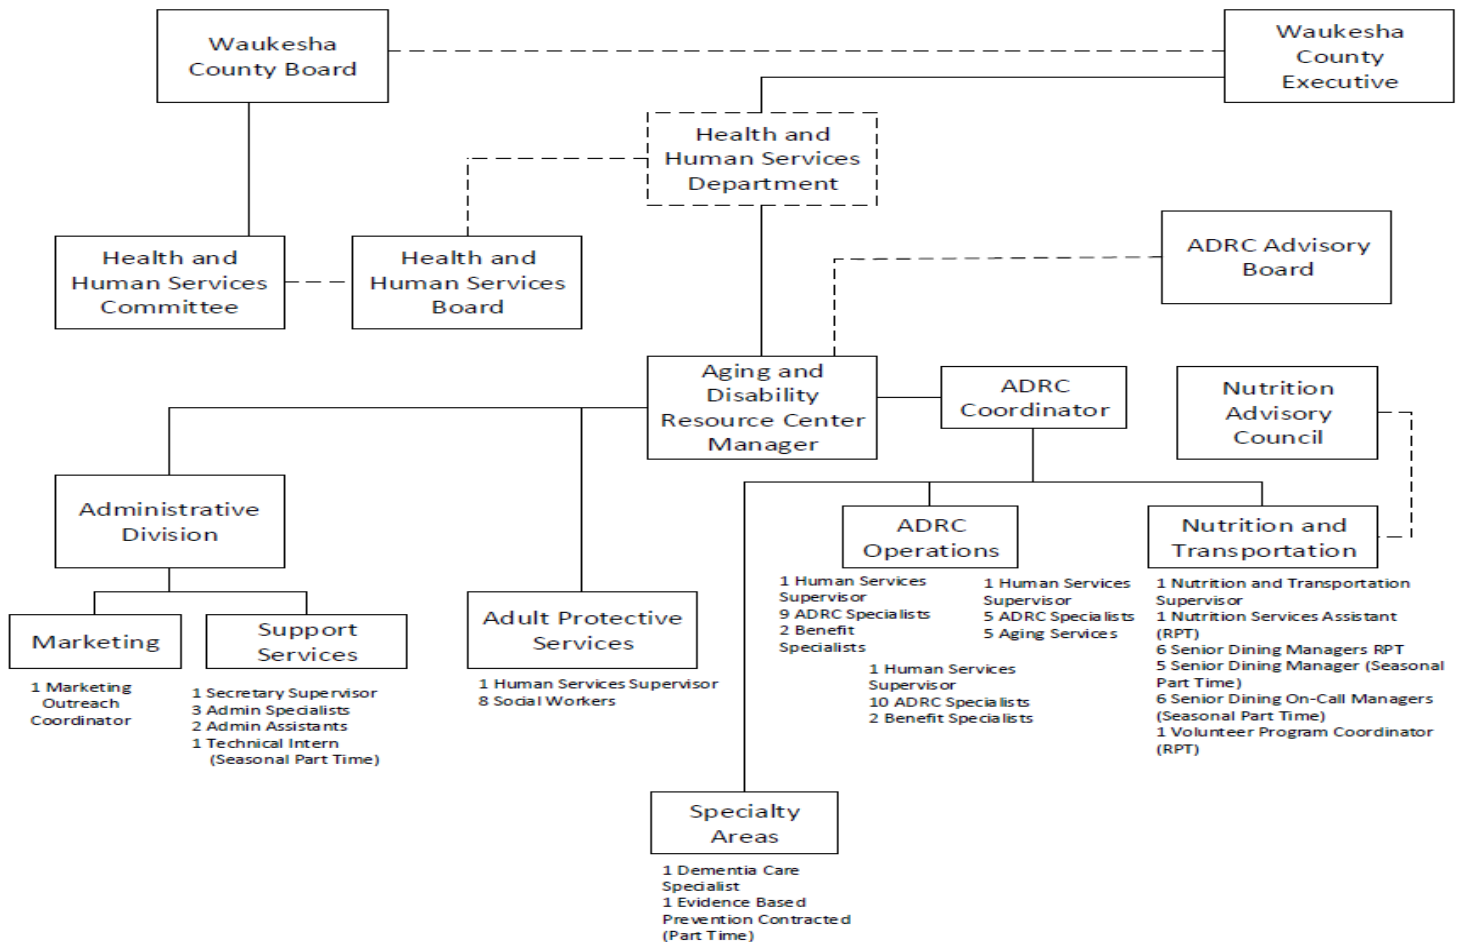 Waukesha
County Board
Waukesha
County
Executive
Health and
Human Services
Department
Health and
Human Services
Committee
Health and
Human Services
Board
ADRC Advisory
Board
Aging and
Disability
Resource Center
Manager
ADRC
Coordinator
Nutrition
Advisory
Council
Administrative
Division
ADRC
Operations
Nutrition and
Transportation
Marketing
Support
Services
Adult Protective
Services
1 Marketing
Outreach
Coordinator
1 Secretary Supervisor
3 Admin Specialists
2 Admin Assistants
1 Technical Intern
(Seasonal Part Time)
1 Human Services Supervisor
8 Social Workers
1 Human Services
Supervisor
9 ADRC Specialists
2 Benefit
Specialists
1 Human Services
Supervisor
5 ADRC Specialists
5 Aging Services
1 Human Services
Supervisor
10 ADRC Specialists
2 Benefit Specialists
1 Nutrition and Transportation
Supervisor
1 Nutrition Services Assistant
(RPT)
6 Senior Dining Managers RPT
5 Senior Dining Manager (Seasonal
Part Time)
6 Senior Dining On-Call Managers
(Seasonal Part Time)
1 Volunteer Program Coordinator
(RPT)
Specialty
Areas
1 Dementia Care
Specialist
1 Evidence Based
Prevention Contracted
(Part Time)